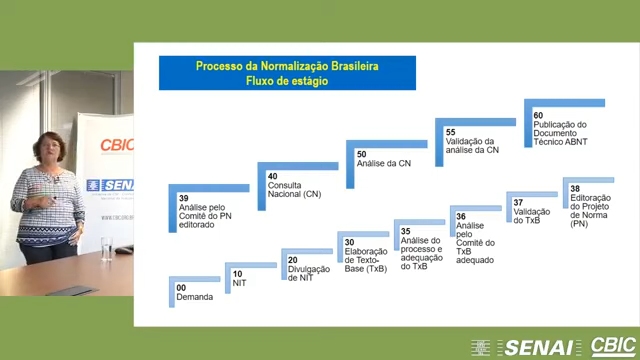 Processo da Normalização Brasileira
Fluxo de estágio
39
Análise pelo
Comitê do PN
editorado
40
Consulta
Nacional (CN)
50
Análise da CN
55
Validação da
análise da CN
60
Publicação do
Documento
Técnico ABNT
00
Demanda
10
NIT
20
Divulgação
de NIT
30
Elaboração
de Texto-
Base (TxB)
35
Análise do
processo e
adequação
do TxB
36
Análise
pelo
Comitê do
TxB
adequado
37
Validação
do TxB
38
Editoração
do Projeto
de Norma
(PN)
CBIC
SENAI
SENAI
CBIC